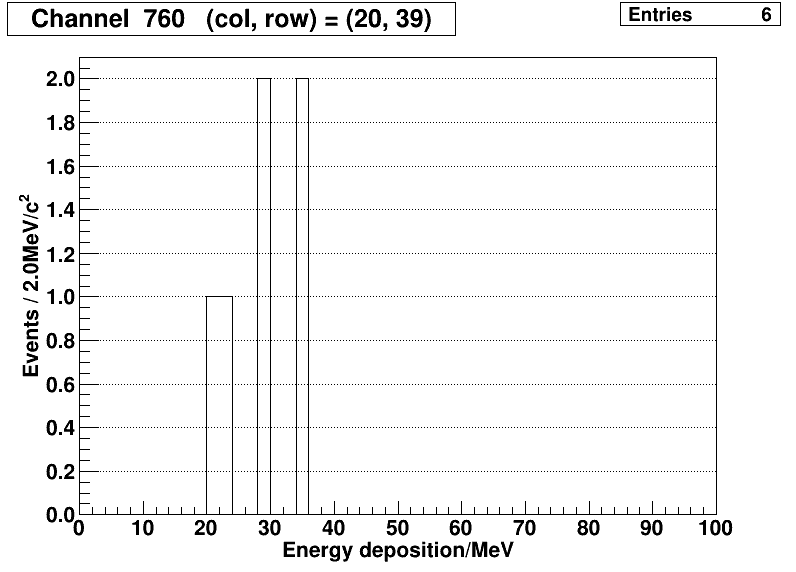 Channel 760 (col, row) = (20, 39)
Entries 6
Events / 2.0MeV/c²
2.0
1.8
1.6
1.4
1.2
1.0
0.8
0.6
0.4
0.2
0.0
0 10 20 30 40 50 60 70 80 90 100
Energy deposition/MeV